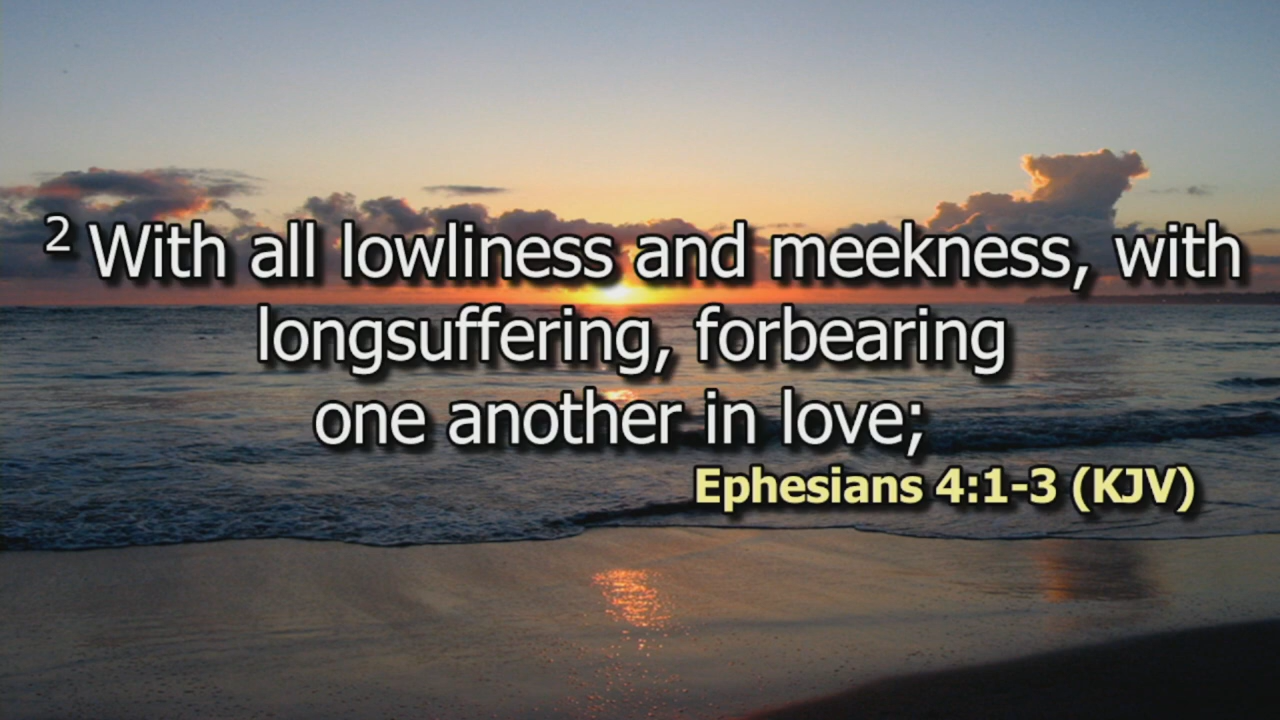 2 With all lowliness and meekness, with
longsuffering, forbearing
one another in love;
Ephesians 4:1-3 (KJV)